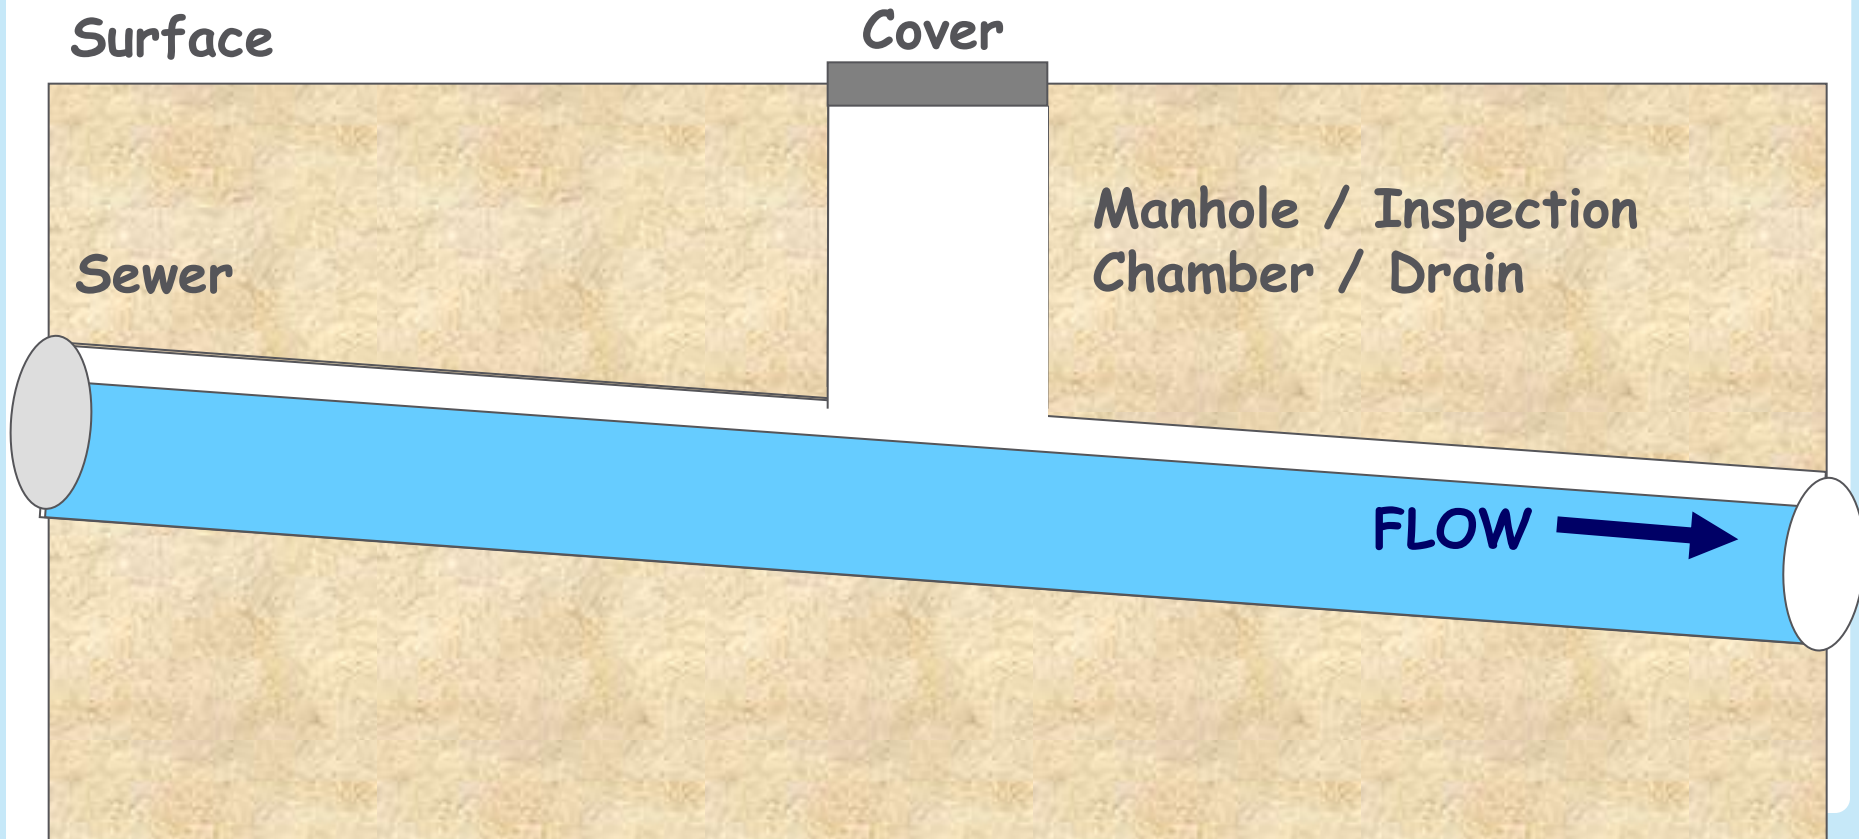 Surface
Cover
Manhole / Inspection
Chamber / Drain
Sewer
FLOW